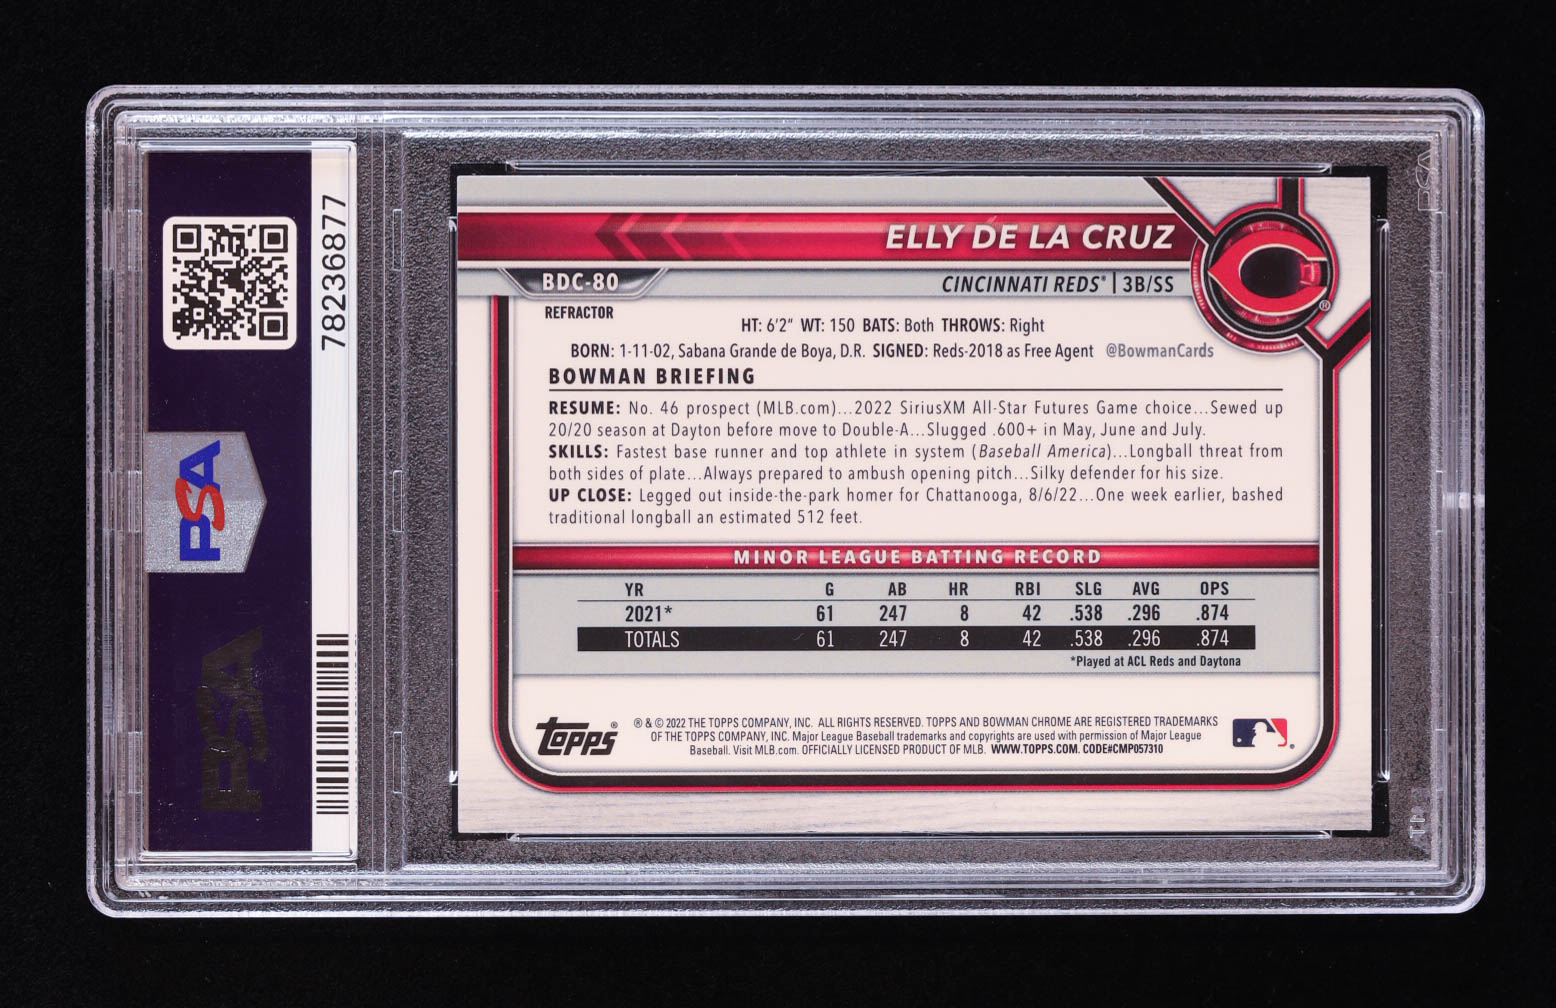 78236877
PSA
PSA
ELLY DE LA CRUZ
BDC-80
CINCINNATI REDS® | 3B/SS
REFRACTOR
HT: 6'2" WT: 150 BATS: Both THROWS: Right
BORN: 1-11-02, Sabana Grande de Boya, D.R. SIGNED: Reds-2018 as Free Agent @BowmanCards
BOWMAN BRIEFING
RESUME: No. 46 prospect (MLB.com)...2022 SiriusXM All-Star Futures Game choice...Sewed up
20/20 season at Dayton before move to Double-A...Slugged .600+ in May, June and July.
SKILLS: Fastest base runner and top athlete in system (Baseball America)...Longball threat from
both sides of plate...Always prepared to ambush opening pitch...Silky defender for his size.
UP CLOSE: Legged out inside-the-park homer for Chattanooga, 8/6/22...One week earlier, bashed
traditional longball an estimated 512 feet.
MINOR LEAGUE BATTING RECORD
YR G AB HR RBI SLG AVG OPS
2021* 61 247 8 42 .538 .296 .874
TOTALS 61 247 8 42 .538 .296 .874
*Played at ACL Reds and Daytona
Topps®
® & © 2022 THE TOPPS COMPANY, INC. ALL RIGHTS RESERVED. TOPPS AND BOWMAN CHROME ARE REGISTERED TRADEMARKS
OF THE TOPPS COMPANY, INC. Major League Baseball trademarks and copyrights are used with permission of Major League
Baseball. Visit MLB.com. OFFICIALLY LICENSED PRODUCT OF MLB. WWW.TOPPS.COM. CODE#CMP057310